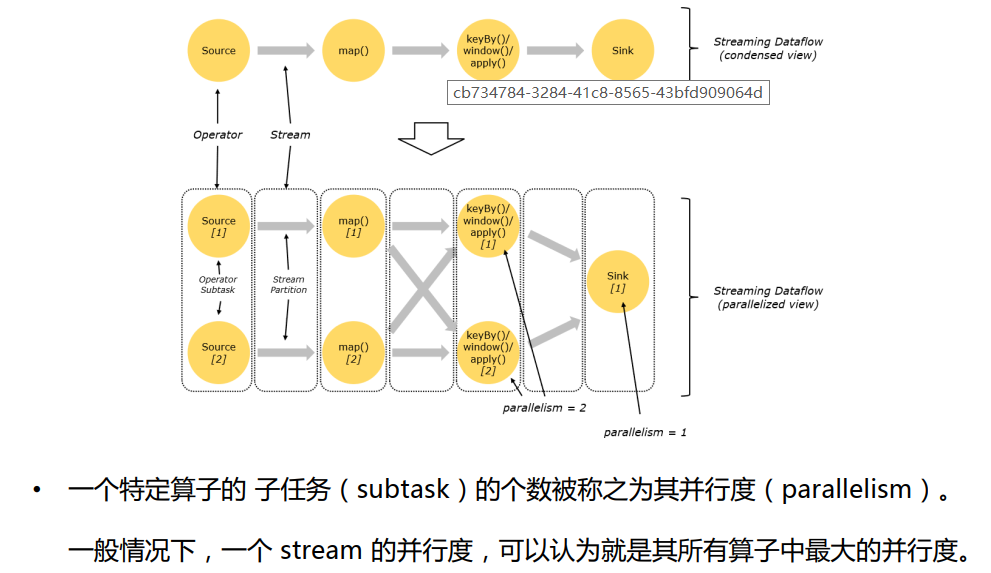 Source
map()
keyBy()/
window()/
apply()
Sink
Streaming Dataflow
(condensed view)
cb734784-3284-41c8-8565-43bfd909064d
Operator
Stream
Source
[1]
map()
[1]
keyBy()/
window()/
apply()
[1]
Operator
Subtask
Stream
Partition
Sink
[1]
Streaming Dataflow
(parallelized view)
Source
[2]
map()
[2]
keyBy()/
window()/
apply()
[2]
parallelism = 2
parallelism = 1
• 一个特定算子的 子任务（subtask）的个数被称之为其并行度（parallelism）。
一般情况下，一个 stream 的并行度，可以认为就是其所有算子中最大的并行度。